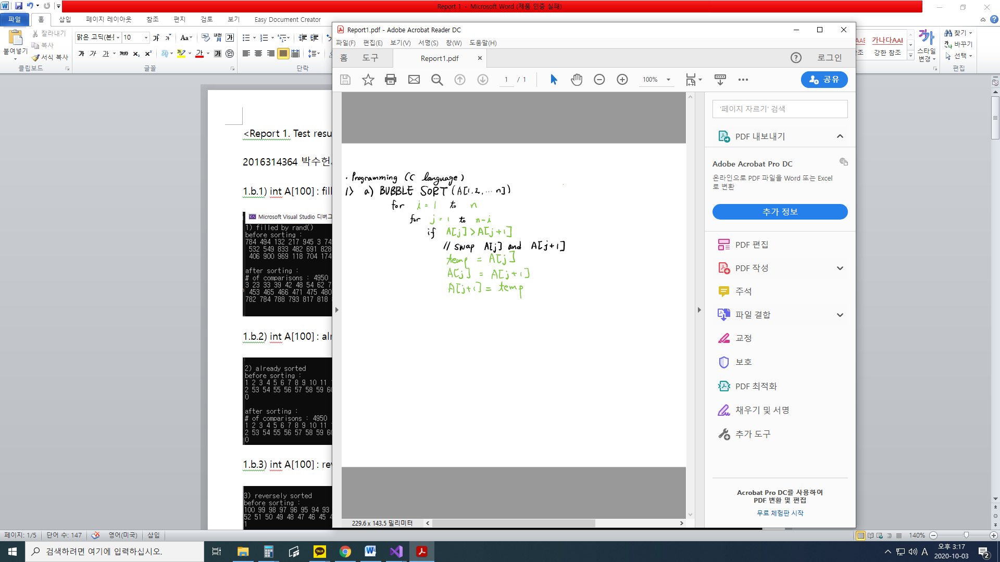 Report 1 - Microsoft Word (제품 인증 실패)
파일 홈 삽입 페이지 레이아웃 참조 편지 검토 보기 Easy Document Creator
붙여넣기
잘라내기
복사
서식 복사
클립보드
맑은 고딕(본
10
글꼴
단락
가나다AAI
강한 참조
스타일 변경
찾기
바꾸기
선택
편집
<Report 1. Test resu
2016314364 박수헌
1.b.1) int A[100] : fill
Microsoft Visual Studio 디버그
1) filled by rand()
before sorting :
784 494 132 217 945 3 74
532 549 833 482 691 828
406 900 969 118 704 174
after sorting :
# of comparisons : 4950
3 23 33 39 42 48 54 62 7
453 465 466 471 475 480
782 784 788 793 817 818
1.b.2) int A[100] : alr
2) already sorted
before sorting :
1 2 3 4 5 6 7 8 9 10 11
2 53 54 55 56 57 58 59 60
0
after sorting :
# of comparisons : 4950
1 2 3 4 5 6 7 8 9 10 11
2 53 54 55 56 57 58 59 60
0
1.b.3) int A[100] : rev
3) reversely sorted
before sorting :
100 99 98 97 96 95 94 93
52 51 50 49 48 47 46 45 4
1
Report1.pdf - Adobe Acrobat Reader DC
파일(F) 편집(E) 보기(V) 서명(S) 창(W) 도움말(H)
홈 도구 Report1.pdf 로그인
1 / 1 100% 공유
· Programming (C language)
1> a) BUBBLE SORT (A[1,2,⋯ n])
for i = 1 to n
for j = 1 to n-i
if A[j] > A[j+1]
// swap A[j] and A[j+1]
temp = A[j]
A[j] = A[j+1]
A[j+1] = temp
229.6 x 143.5 밀리미터
'페이지 자르기' 검색
PDF 내보내기
Adobe Acrobat Pro DC
온라인으로 PDF 파일을 Word 또는 Excel
로 변환
추가 정보
PDF 편집
PDF 작성
주석
파일 결합
교정
보호
PDF 최적화
채우기 및 서명
추가 도구
Acrobat Pro DC를 사용하여
PDF 변환 및 편집
무료 체험판 시작
페이지: 1/5 단어 수: 147 영어(미국) 삽입 140%
검색하려면 여기에 입력하십시오.
TALK
A
오후 3:17
2020-10-03
2